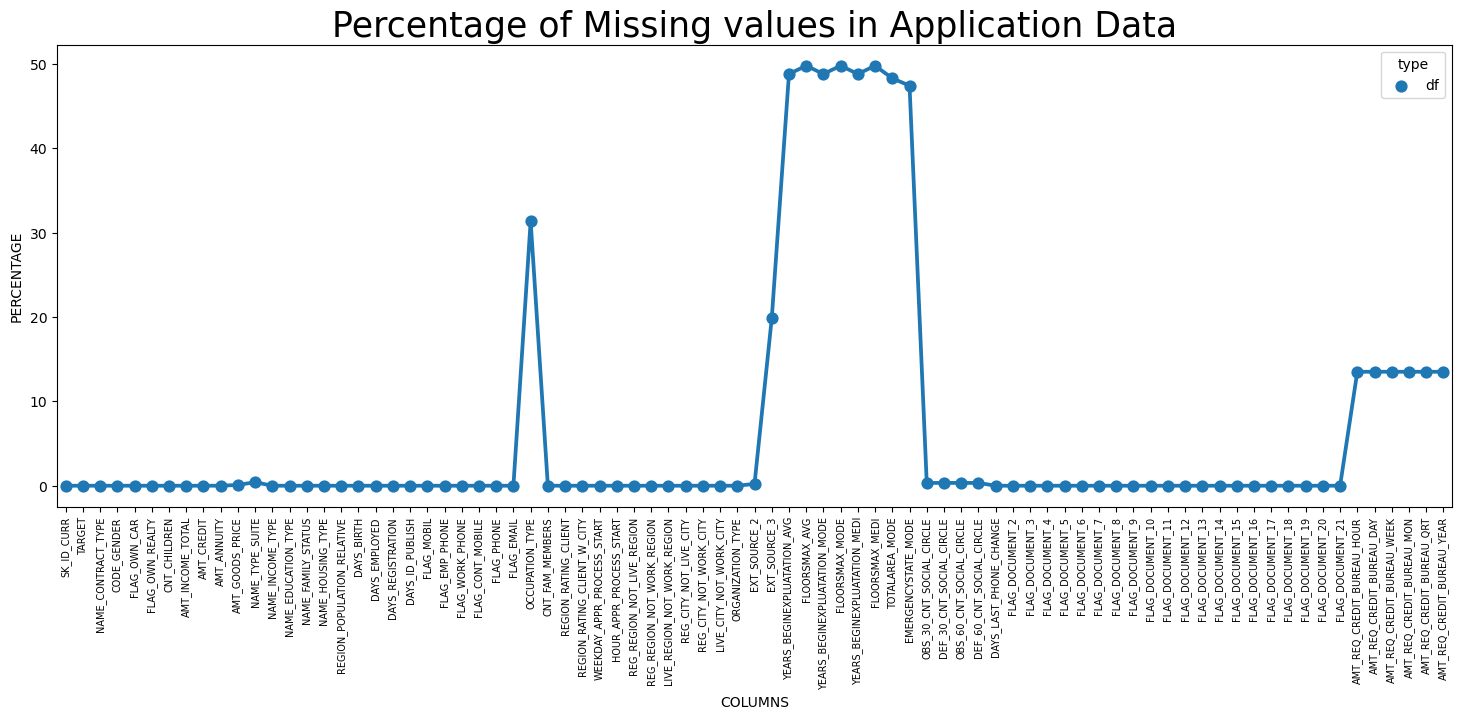 Percentage of Missing values in Application Data
type
df
PERCENTAGE
50
40
30
20
10
0
SK_ID_CURR
TARGET
NAME_CONTRACT_TYPE
CODE_GENDER
FLAG_OWN_CAR
FLAG_OWN_REALTY
CNT_CHILDREN
AMT_INCOME_TOTAL
AMT_CREDIT
AMT_ANNUITY
AMT_GOODS_PRICE
NAME_TYPE_SUITE
NAME_INCOME_TYPE
NAME_EDUCATION_TYPE
NAME_FAMILY_STATUS
NAME_HOUSING_TYPE
REGION_POPULATION_RELATIVE
DAYS_BIRTH
DAYS_EMPLOYED
DAYS_REGISTRATION
DAYS_ID_PUBLISH
FLAG_MOBIL
FLAG_EMP_PHONE
FLAG_WORK_PHONE
FLAG_CONT_MOBILE
FLAG_PHONE
FLAG_EMAIL
OCCUPATION_TYPE
CNT_FAM_MEMBERS
REGION_RATING_CLIENT
REGION_RATING_CLIENT_W_CITY
WEEKDAY_APPR_PROCESS_START
HOUR_APPR_PROCESS_START
REG_REGION_NOT_LIVE_REGION
REG_REGION_NOT_WORK_REGION
LIVE_REGION_NOT_WORK_REGION
REG_CITY_NOT_LIVE_CITY
REG_CITY_NOT_WORK_CITY
LIVE_CITY_NOT_WORK_CITY
ORGANIZATION_TYPE
EXT_SOURCE_2
EXT_SOURCE_3
YEARS_BEGINEXPLUATATION_AVG
FLOORSMAX_AVG
YEARS_BEGINEXPLUATATION_MODE
FLOORSMAX_MODE
YEARS_BEGINEXPLUATATION_MEDI
FLOORSMAX_MEDI
TOTALAREA_MODE
EMERGENCYSTATE_MODE
OBS_30_CNT_SOCIAL_CIRCLE
DEF_30_CNT_SOCIAL_CIRCLE
OBS_60_CNT_SOCIAL_CIRCLE
DEF_60_CNT_SOCIAL_CIRCLE
DAYS_LAST_PHONE_CHANGE
FLAG_DOCUMENT_2
FLAG_DOCUMENT_3
FLAG_DOCUMENT_4
FLAG_DOCUMENT_5
FLAG_DOCUMENT_6
FLAG_DOCUMENT_7
FLAG_DOCUMENT_8
FLAG_DOCUMENT_9
FLAG_DOCUMENT_10
FLAG_DOCUMENT_11
FLAG_DOCUMENT_12
FLAG_DOCUMENT_13
FLAG_DOCUMENT_14
FLAG_DOCUMENT_15
FLAG_DOCUMENT_16
FLAG_DOCUMENT_17
FLAG_DOCUMENT_18
FLAG_DOCUMENT_19
FLAG_DOCUMENT_20
FLAG_DOCUMENT_21
AMT_REQ_CREDIT_BUREAU_HOUR
AMT_REQ_CREDIT_BUREAU_DAY
AMT_REQ_CREDIT_BUREAU_WEEK
AMT_REQ_CREDIT_BUREAU_MON
AMT_REQ_CREDIT_BUREAU_QRT
AMT_REQ_CREDIT_BUREAU_YEAR
COLUMNS